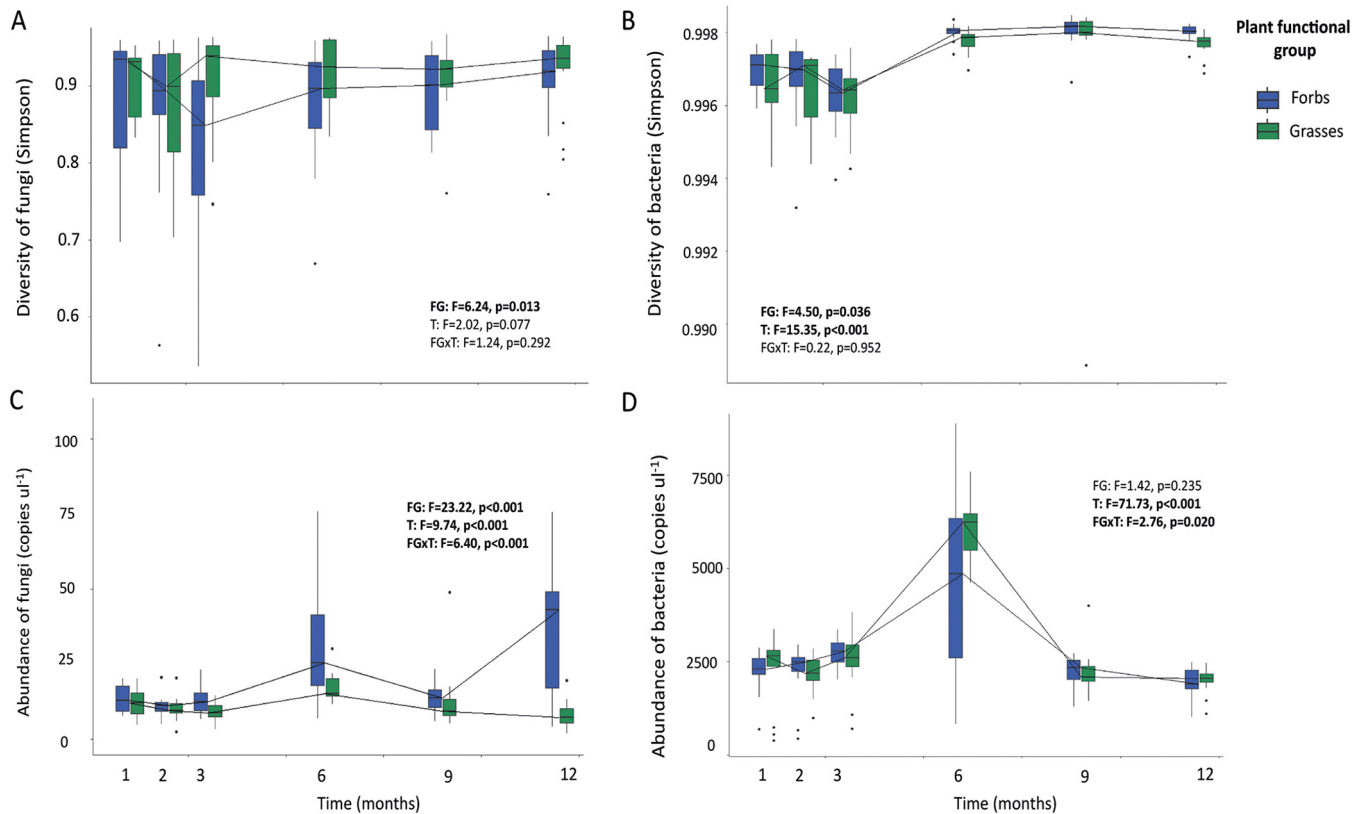 A
Diversity of fungi (Simpson)
0.9
0.8
0.7
0.6
FG: F=6.24, p=0.013
T: F=2.02, p=0.077
FGxT: F=1.24, p=0.292
B
Diversity of bacteria (Simpson)
0.998
0.996
0.994
0.992
0.990
FG: F=4.50, p=0.036
T: F=15.35, p<0.001
FGxT: F=0.22, p=0.952
Plant functional
group
Forbs
Grasses
C
Abundance of fungi (copies ul-1)
100
75
50
25
0
FG: F=23.22, p<0.001
T: F=9.74, p<0.001
FGxT: F=6.40, p<0.001
1 2 3 6 9 12
Time (months)
D
Abundance of bacteria (copies ul-1)
7500
5000
2500
0
FG: F=1.42, p=0.235
T: F=71.73, p<0.001
FGxT: F=2.76, p=0.020
1 2 3 6 9 12
Time (months)